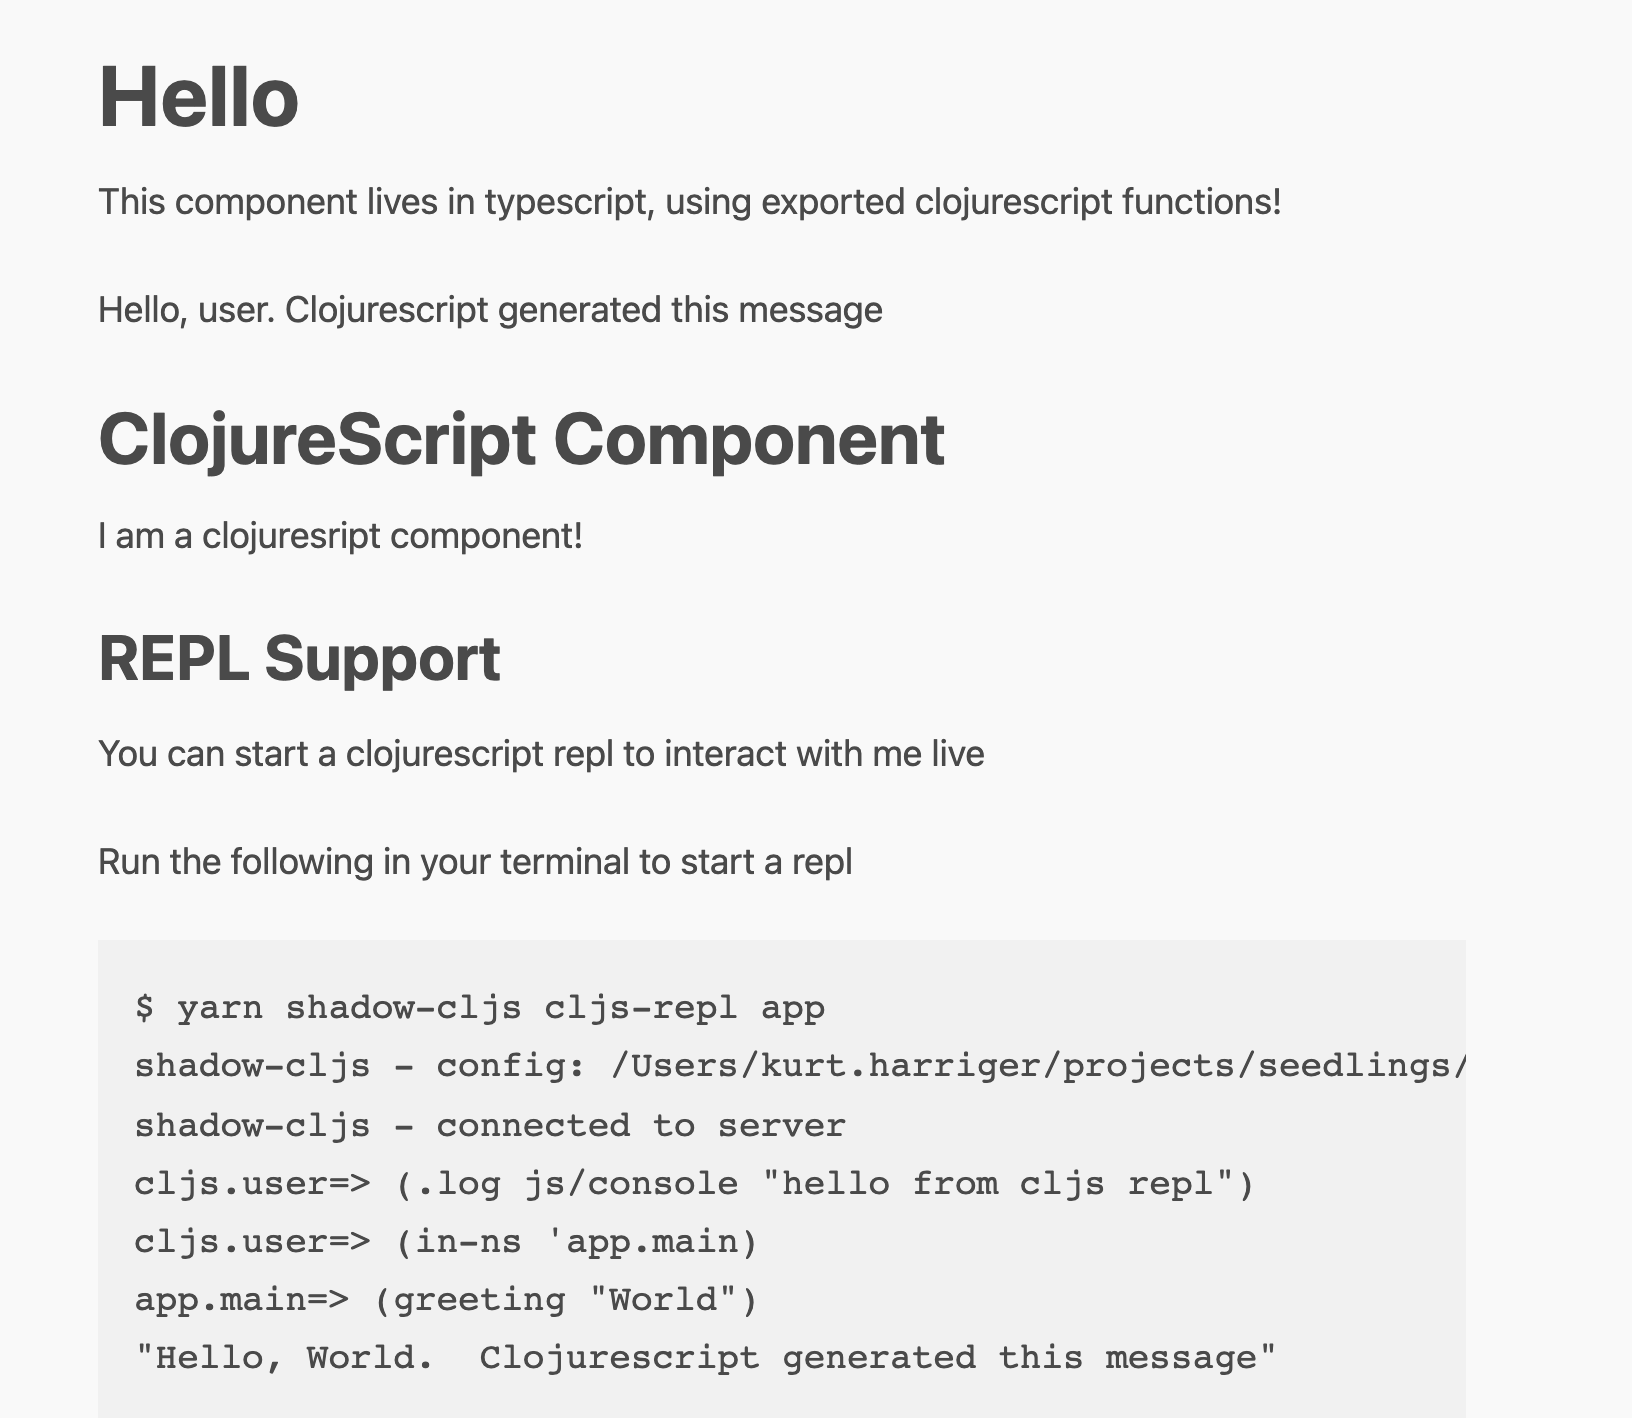 Hello
This component lives in typescript, using exported clojurescript functions!
Hello, user. Clojurescript generated this message
ClojureScript Component
I am a clojuresript component!
REPL Support
You can start a clojurescript repl to interact with me live
Run the following in your terminal to start a repl
$ yarn shadow-cljs cljs-repl app
shadow-cljs - config: /Users/kurt.harriger/projects/seedlings/
shadow-cljs - connected to server
cljs.user=> (.log js/console "hello from cljs repl")
cljs.user=> (in-ns 'app.main)
app.main=> (greeting "World")
"Hello, World.  Clojurescript generated this message"